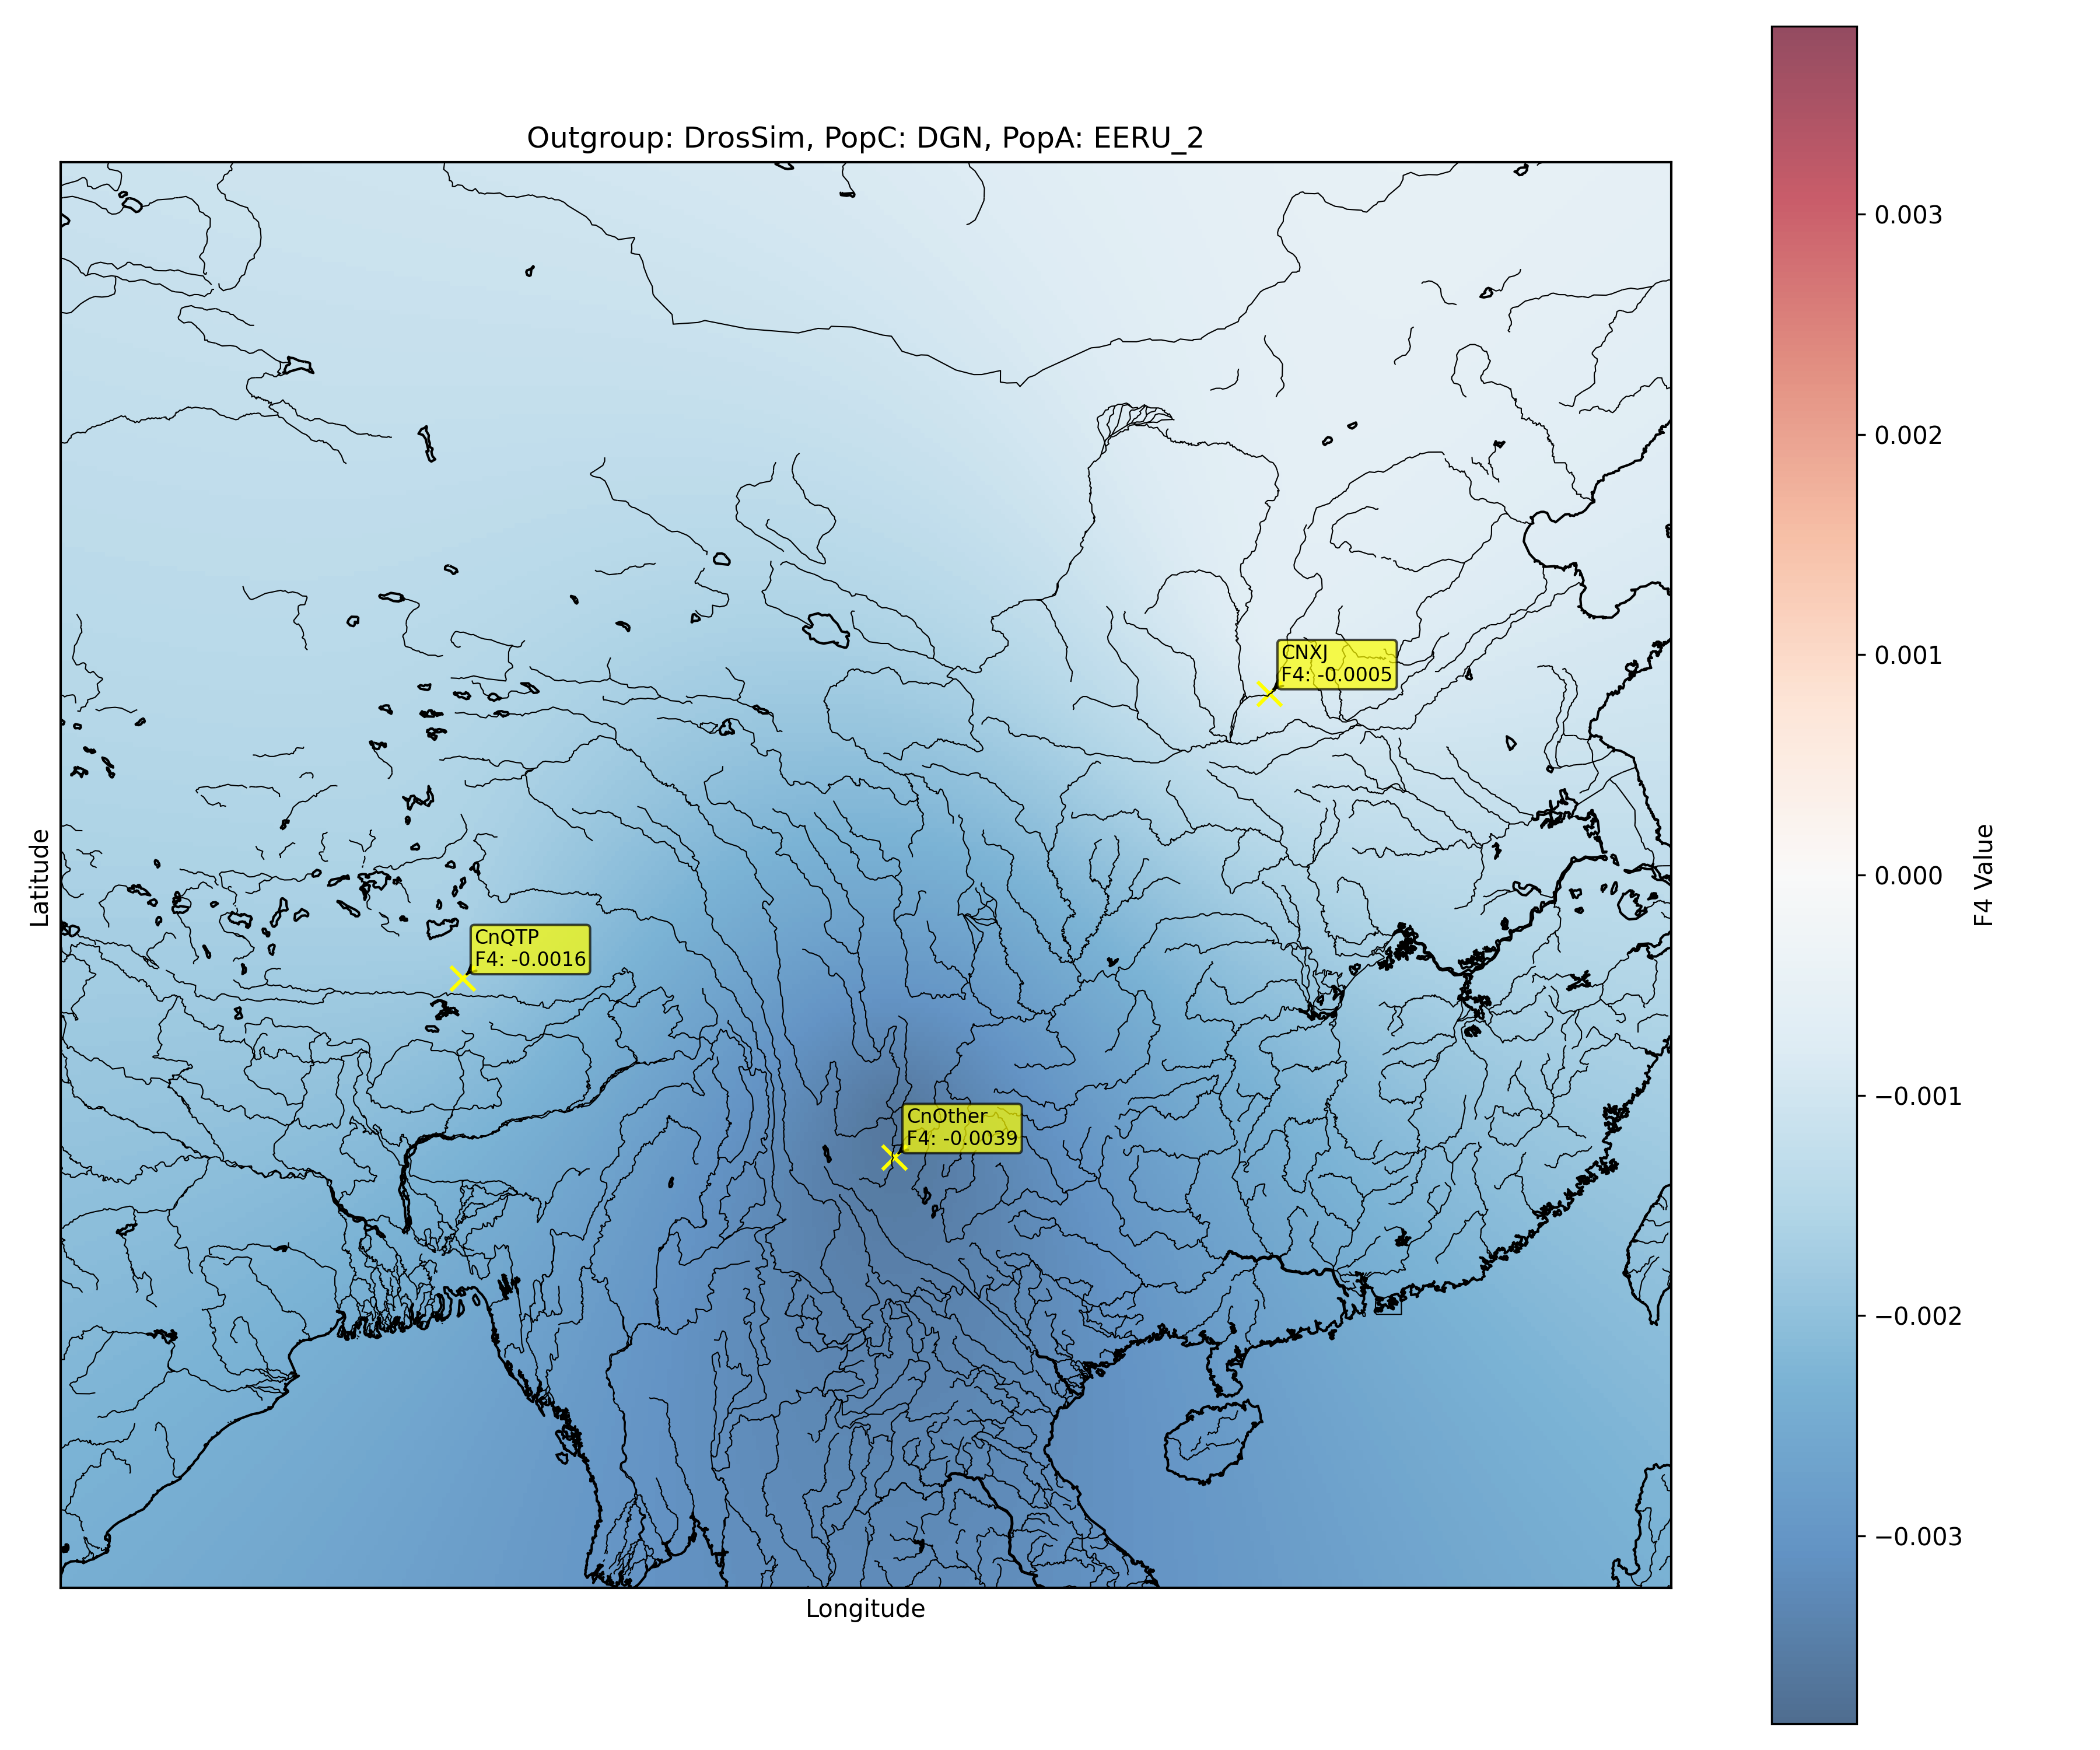 Outgroup: DrosSim, PopC: DGN, PopA: EERU_2
0.003
0.002
0.001
0.000
−0.001
−0.002
−0.003
F4 Value
CNXJ
F4: -0.0005
CnQTP
F4: -0.0016
CnOther
F4: -0.0039
Latitude
Longitude